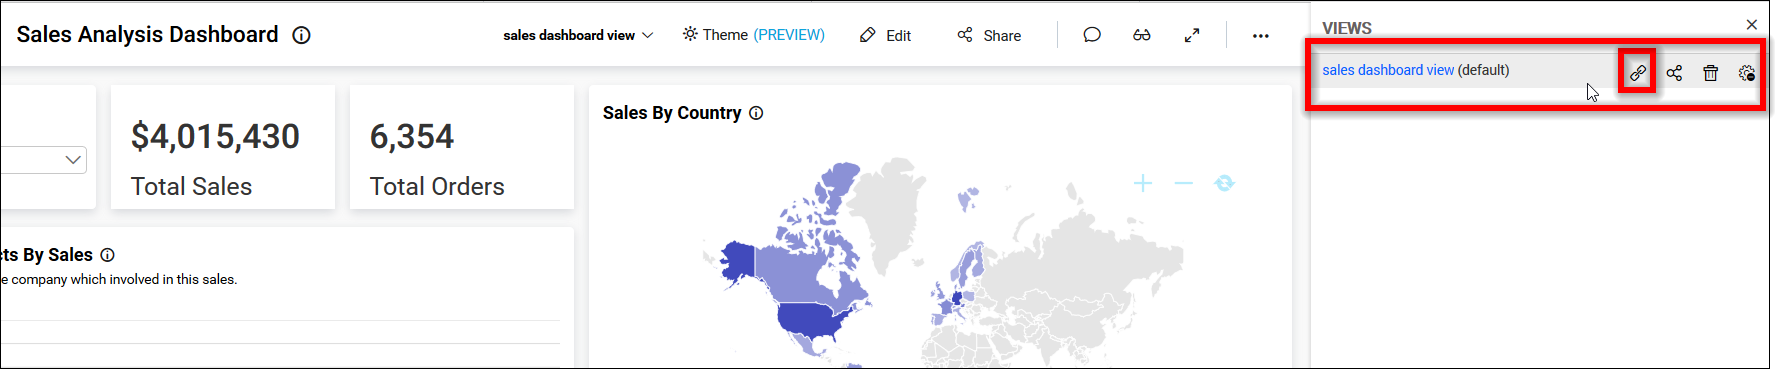 Sales Analysis Dashboard
sales dashboard view
Theme (PREVIEW)
Edit
Share
VIEWS
sales dashboard view (default)
$4,015,430
Total Sales
6,354
Total Orders
Sales By Country
cts By Sales
e company which involved in this sales.